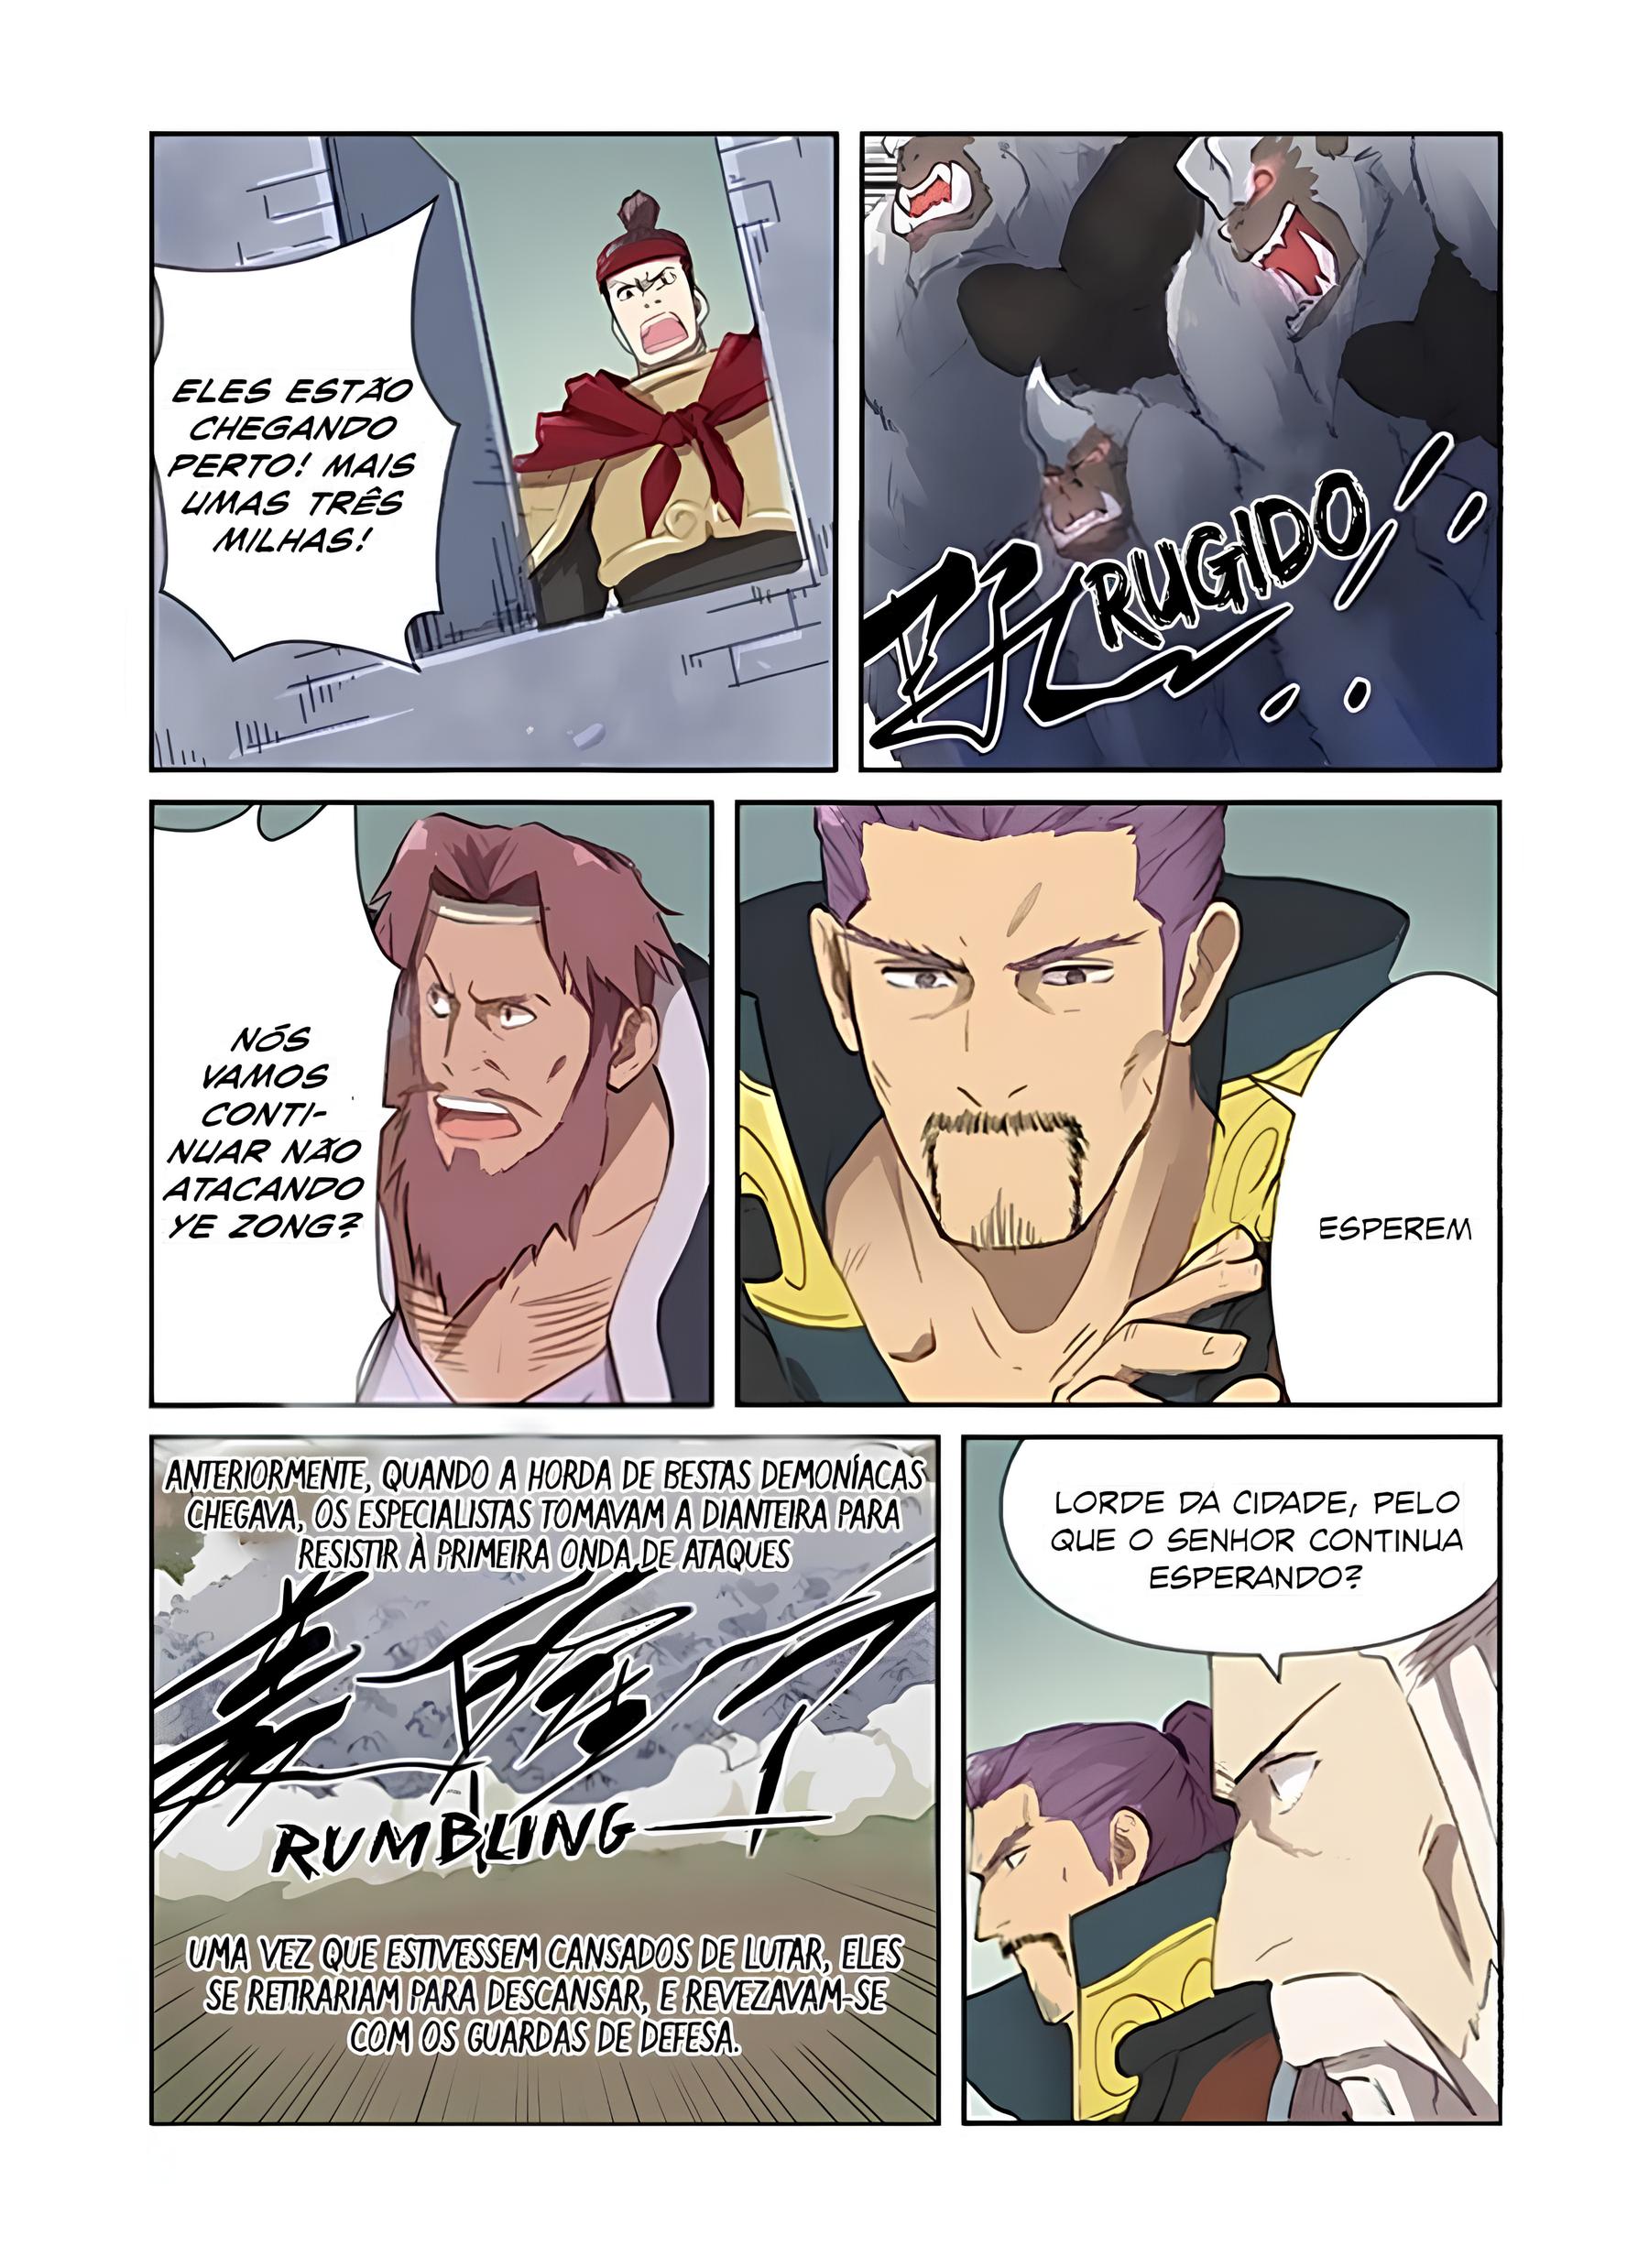 ELES ESTÃO
CHEGANDO
PERTO! MAIS
UMAS TRÊS
MILHAS!
RUGIDO
NÓS
VAMOS
CONTI-
NUAR NÃO
ATACANDO
YE ZONG?
ESPEREM
ANTERIORMENTE, QUANDO A HORDA DE BESTAS DEMONÍACAS
CHEGAVA, OS ESPECIALISTAS TOMAVAM A DIANTEIRA PARA
RESISTIR À PRIMEIRA ONDA DE ATAQUES
RUMBLING
UMA VEZ QUE ESTIVESSEM CANSADOS DE LUTAR, ELES
SE RETIRARIAM PARA DESCANSAR, E REVEZAVAM-SE
COM OS GUARDAS DE DEFESA.
LORDE DA CIDADE, PELO
QUE O SENHOR CONTINUA
ESPERANDO?